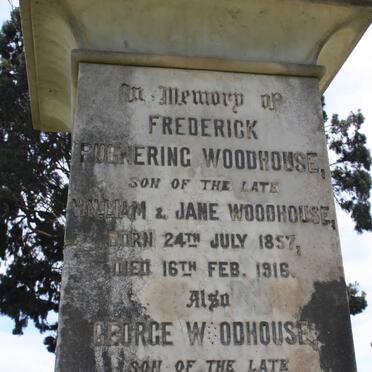 In Memory of
FREDERICK
PICKERING WOODHOUSE,
SON OF THE LATE
WILLIAM & JANE WOODHOUSE,
BORN 24TH JULY 1857,
DIED 16TH FEB. 1916.
Also
GEORGE WOODHOUSE
SON OF THE LATE